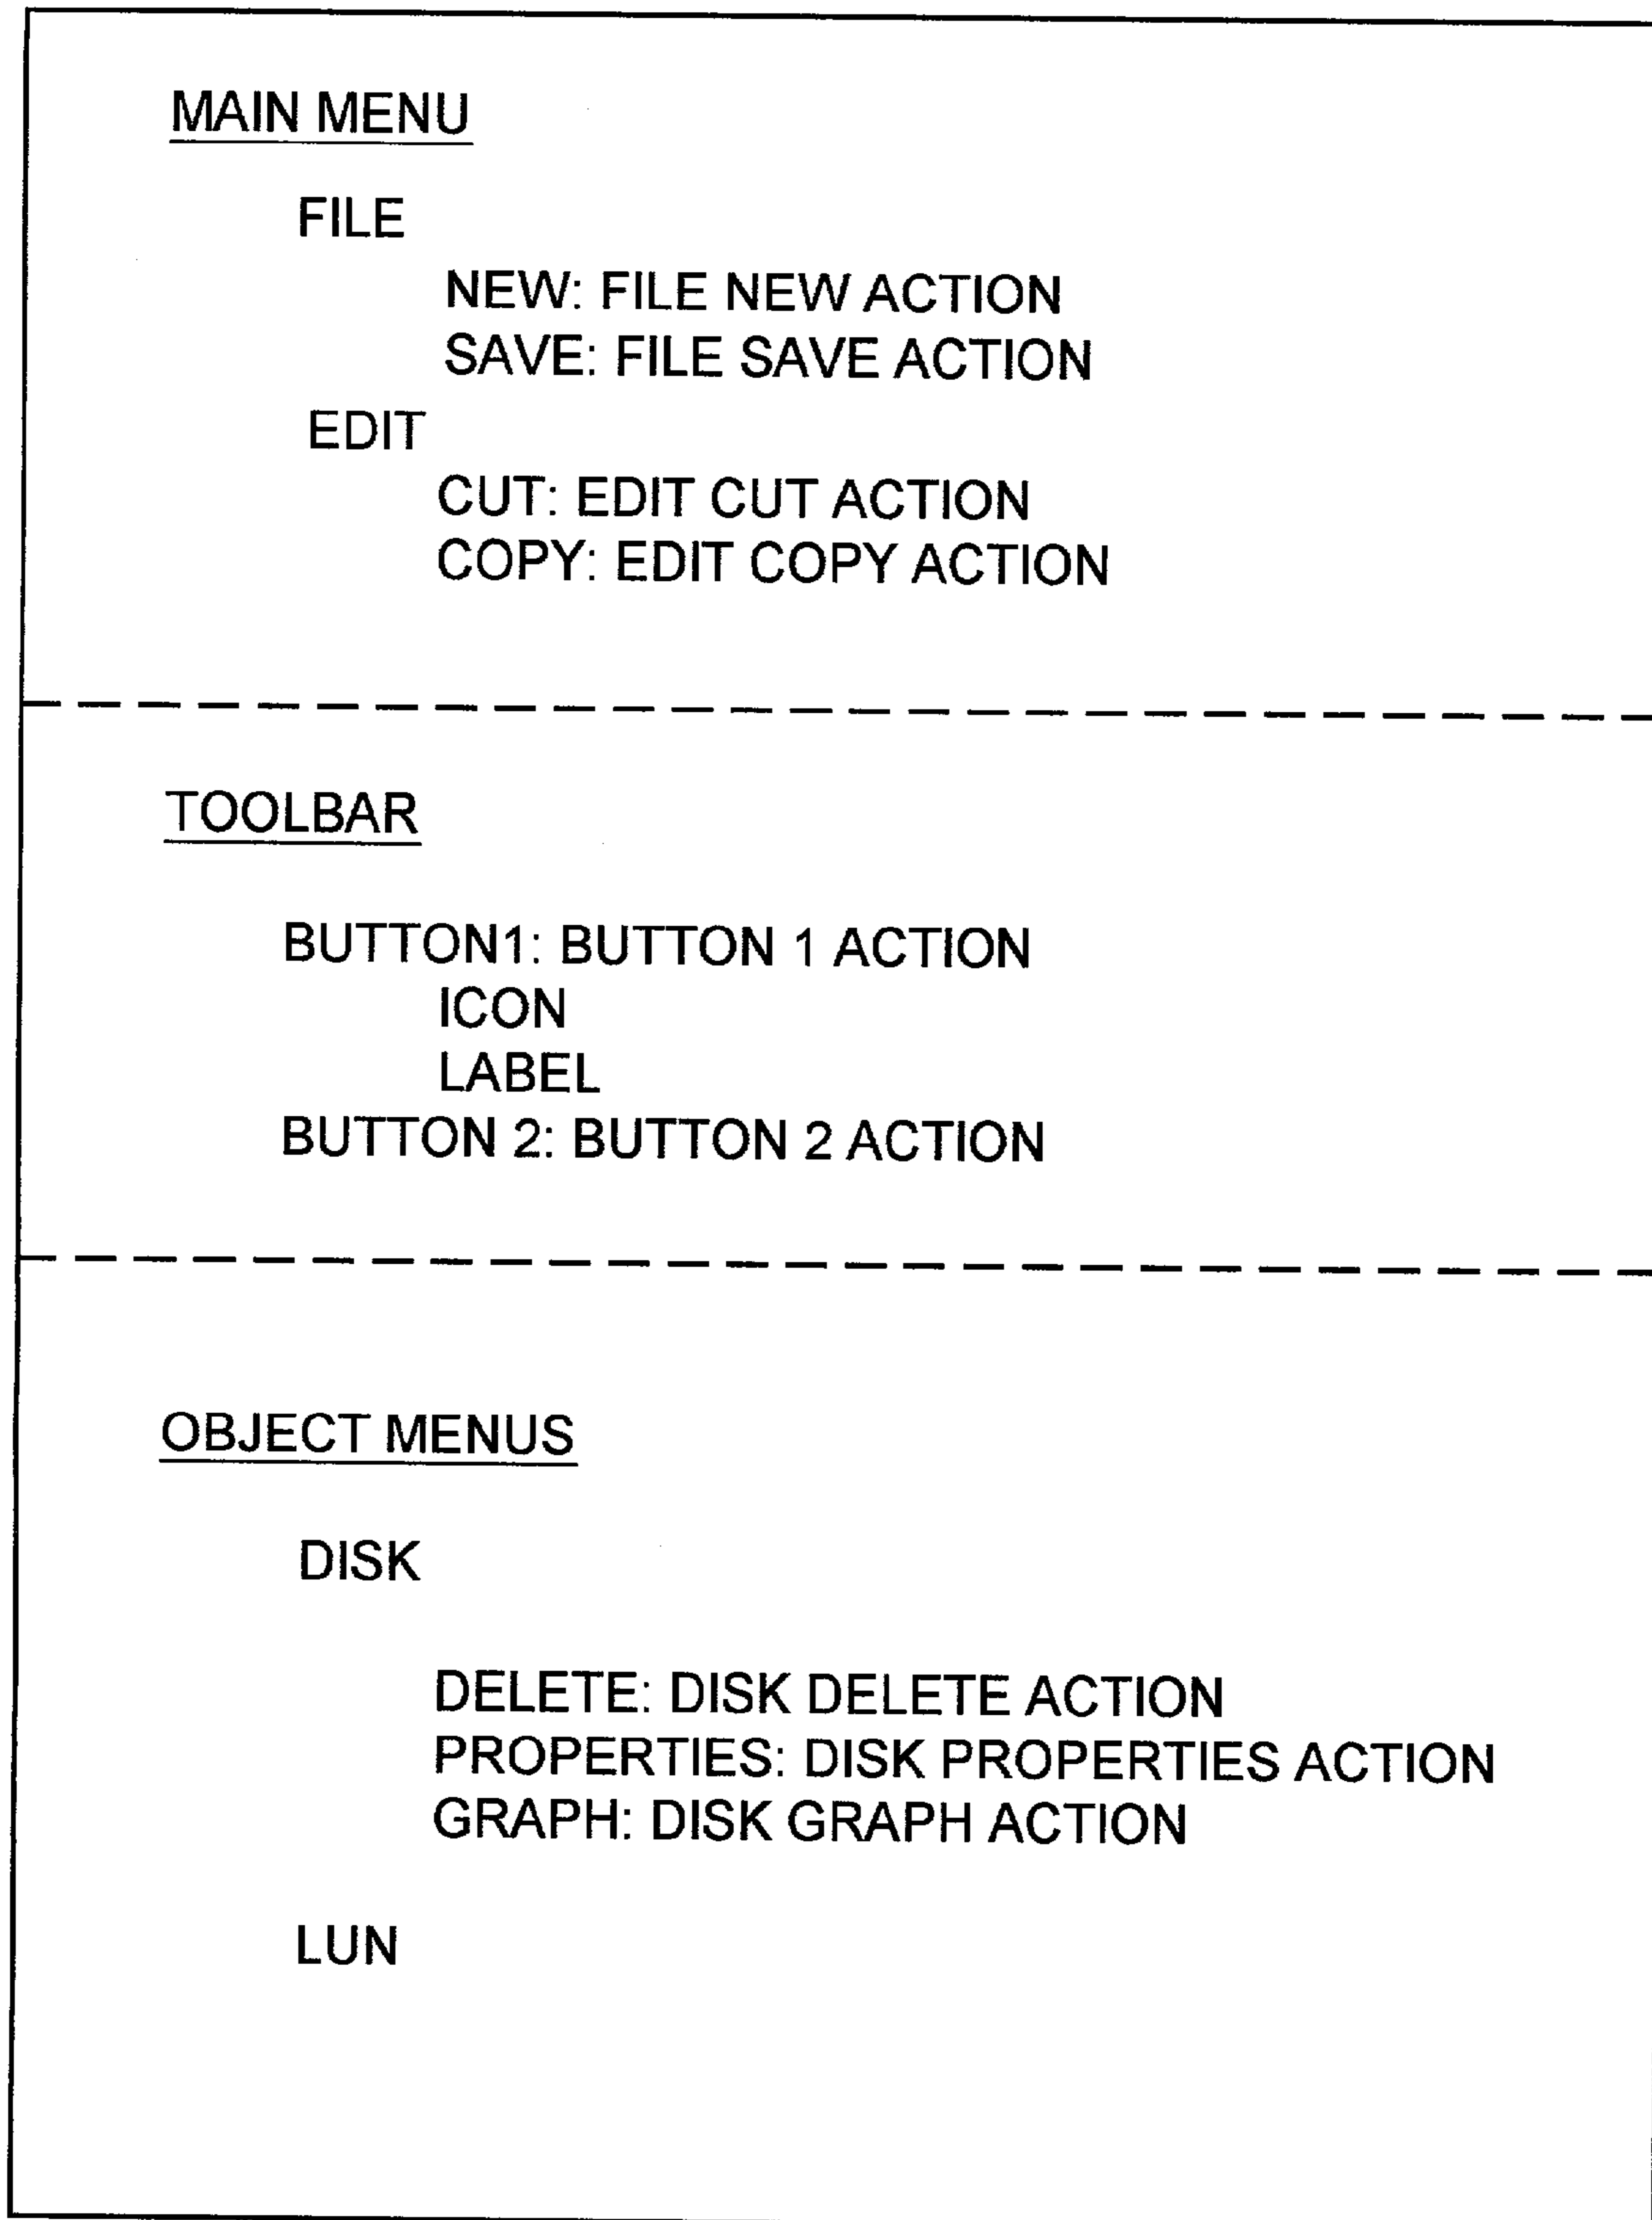 MAIN MENU
FILE
NEW: FILE NEW ACTION
SAVE: FILE SAVE ACTION
EDIT
CUT: EDIT CUT ACTION
COPY: EDIT COPY ACTION
TOOLBAR
BUTTON1: BUTTON 1 ACTION
ICON
LABEL
BUTTON 2: BUTTON 2 ACTION
OBJECT MENUS
DISK
DELETE: DISK DELETE ACTION
PROPERTIES: DISK PROPERTIES ACTION
GRAPH: DISK GRAPH ACTION
LUN